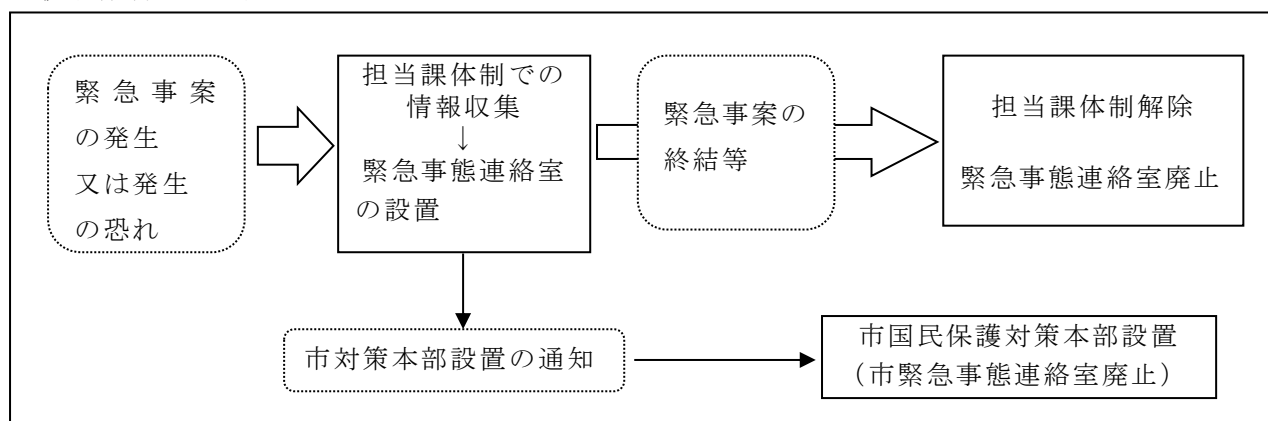 緊急事案
の発生
又は発生
の恐れ
担当課体制での
情報収集
↓
緊急事態連絡室
の設置
緊急事案の
終結等
担当課体制解除
緊急事態連絡室廃止
市対策本部設置の通知
市国民保護対策本部設置
（市緊急事態連絡室廃止）